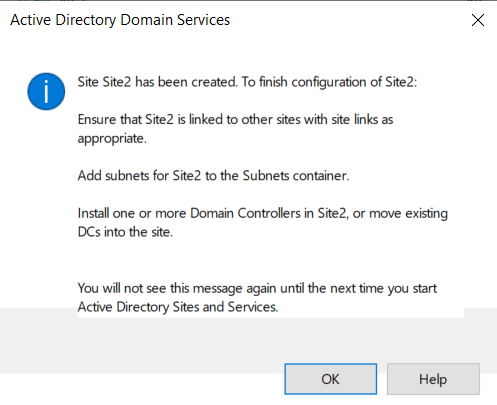 Active Directory Domain Services
Site Site2 has been created. To finish configuration of Site2:
Ensure that Site2 is linked to other sites with site links as
appropriate.
Add subnets for Site2 to the Subnets container.
Install one or more Domain Controllers in Site2, or move existing
DCs into the site.
You will not see this message again until the next time you start
Active Directory Sites and Services.
OK
Help